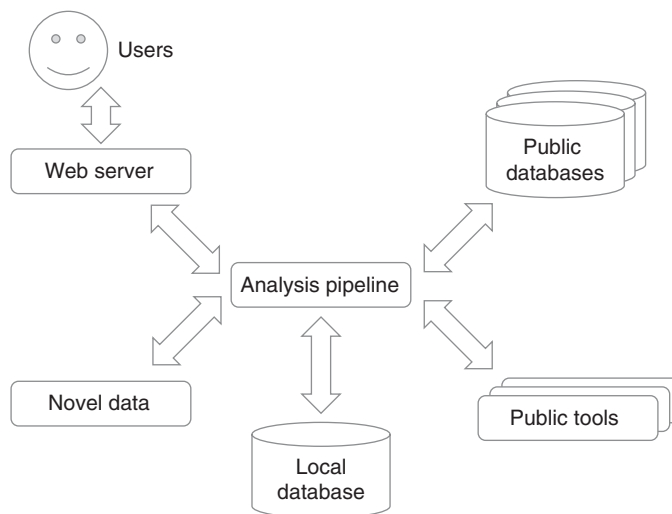 Users
Web server
Public
databases
Analysis pipeline
Novel data
Public tools
Local
database